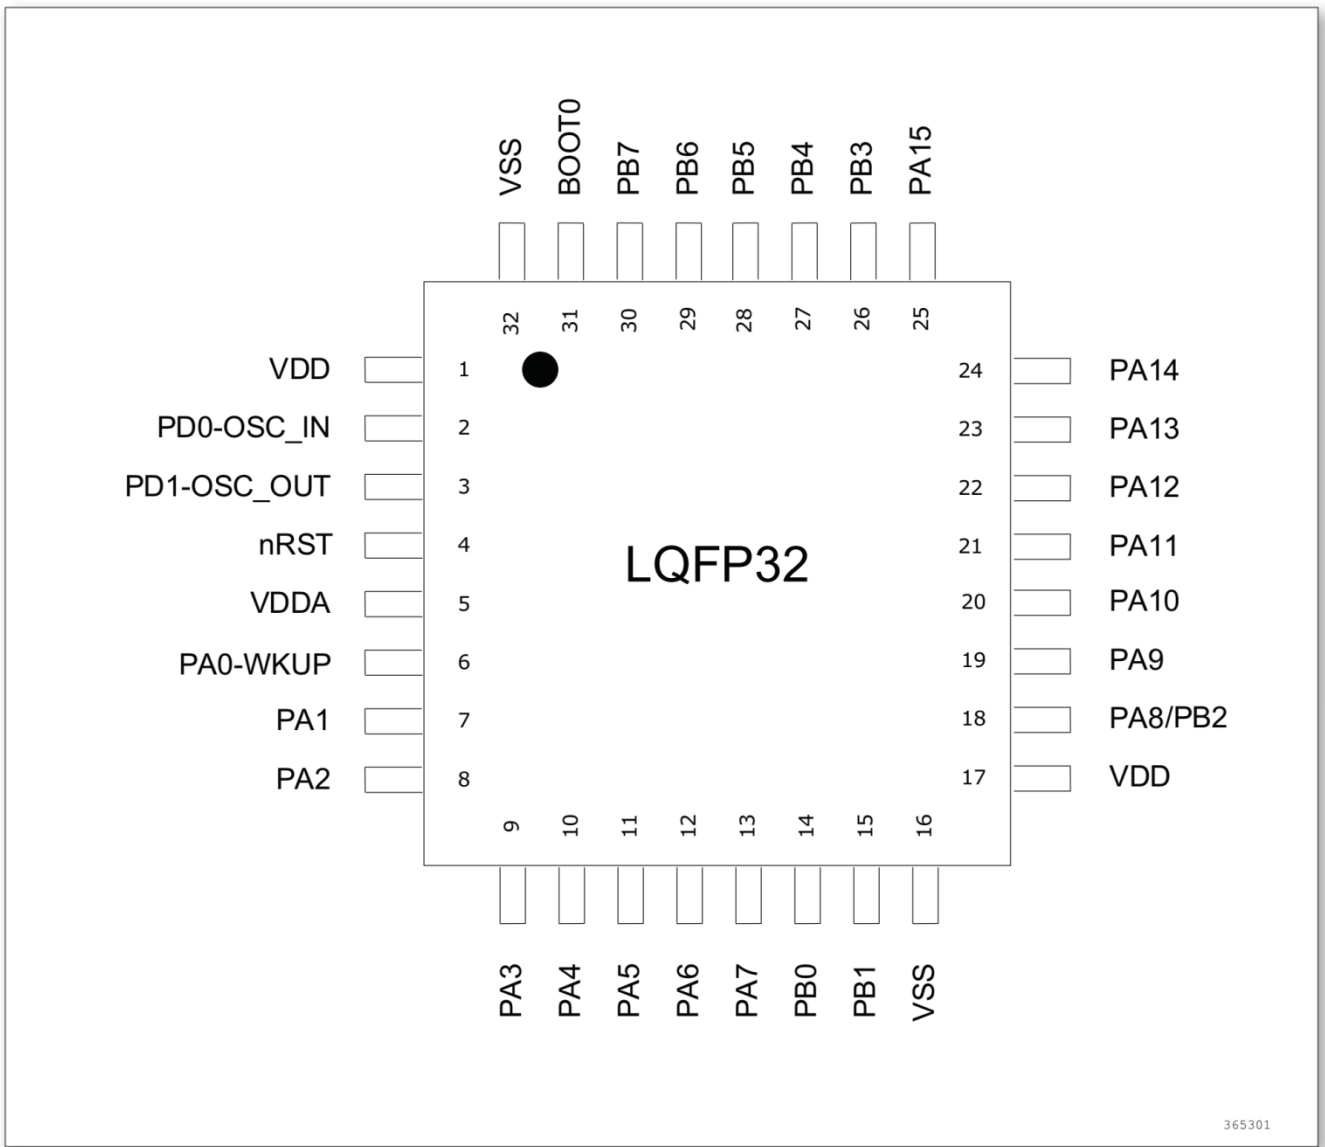 VSS
BOOT0
PB7
PB6
PB5
PB4
PB3
PA15
32
31
30
29
28
27
26
25
VDD
1
24
PA14
PD0-OSC_IN
2
23
PA13
PD1-OSC_OUT
3
22
PA12
nRST
4
LQFP32
21
PA11
VDDA
5
20
PA10
PA0-WKUP
6
19
PA9
PA1
7
18
PA8/PB2
PA2
8
17
VDD
9
10
11
12
13
14
15
16
PA3
PA4
PA5
PA6
PA7
PB0
PB1
VSS
365301